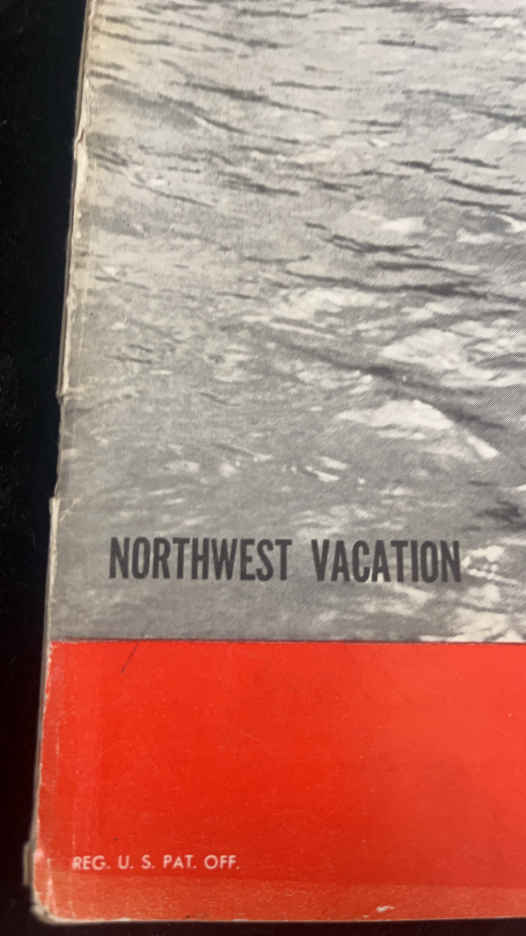 NORTHWEST VACATION
REG. U. S. PAT. OFF.